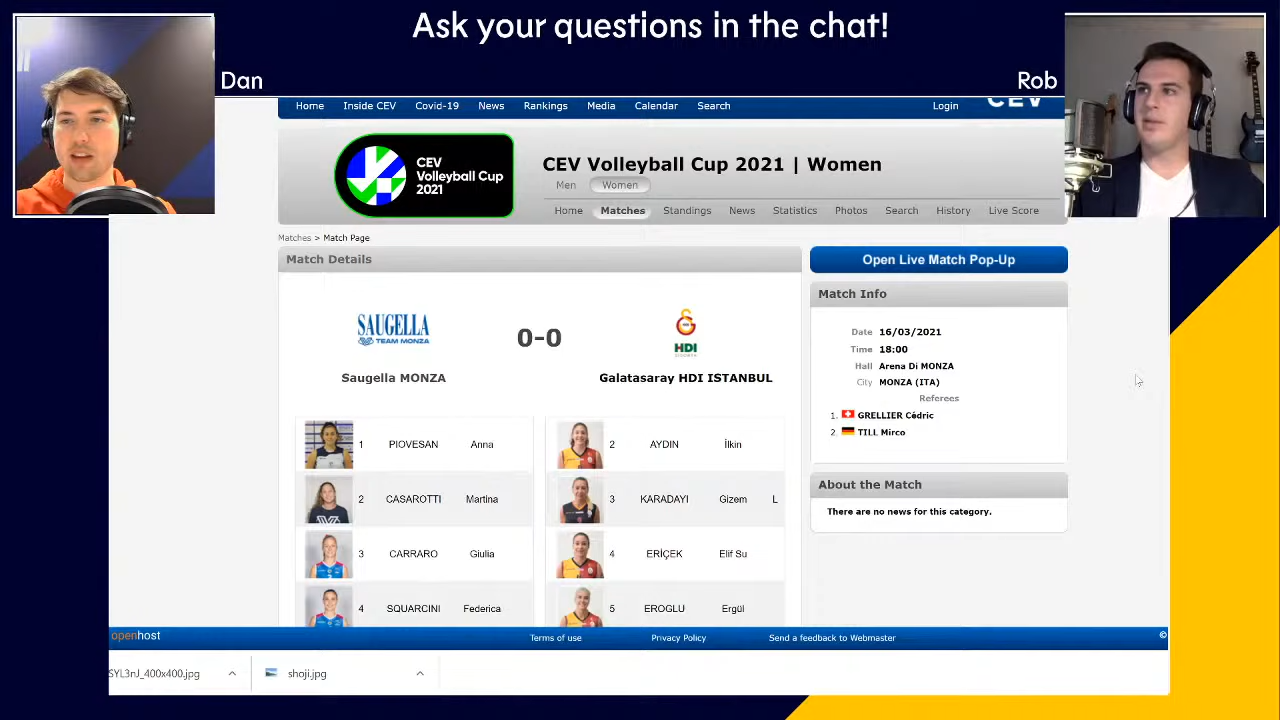 Ask your questions in the chat!
Dan
Rob
Home Inside CEV Covid-19 News Rankings Media Calendar Search Login CEV
CEV
Volleyball Cup
2021
CEV Volleyball Cup 2021 | Women
Men Women
Home Matches Standings News Statistics Photos Search History Live Score
Matches > Match Page
Match Details
Open Live Match Pop-Up
SAUGELLA
TEAM MONZA
0-0
HDI
Saugella MONZA
Galatasaray HDI ISTANBUL
Match Info
Date 16/03/2021
Time 18:00
Hall Arena Di MONZA
City MONZA (ITA)
Referees
1. GRELLIER Cédric
2. TILL Mirco
1 PIOVESAN Anna
2 AYDIN İlkin
2 CASAROTTI Martina
3 KARADAYI Gizem L
3 CARRARO Giulia
4 ERİÇEK Elif Su
4 SQUARCINI Federica
5 EROGLU Ergül
About the Match
There are no news for this category.
openhost
Terms of use Privacy Policy Send a feedback to Webmaster ©
SYL3nJ_400x400.jpg
shoji.jpg